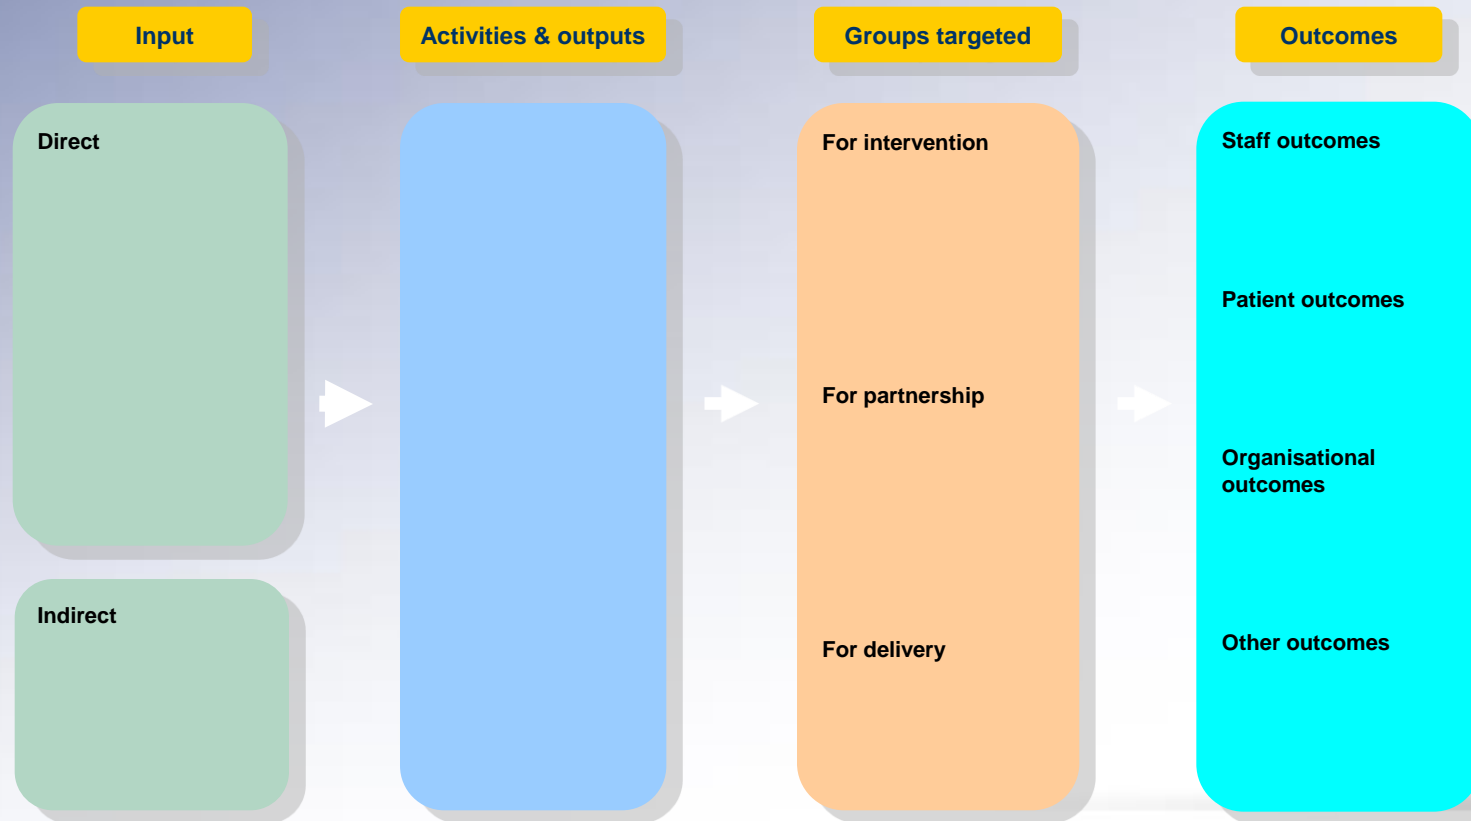 Input
Activities & outputs
Groups targeted
Outcomes
Direct
Indirect
For intervention
For partnership
For delivery
Staff outcomes
Patient outcomes
Organisational
outcomes
Other outcomes